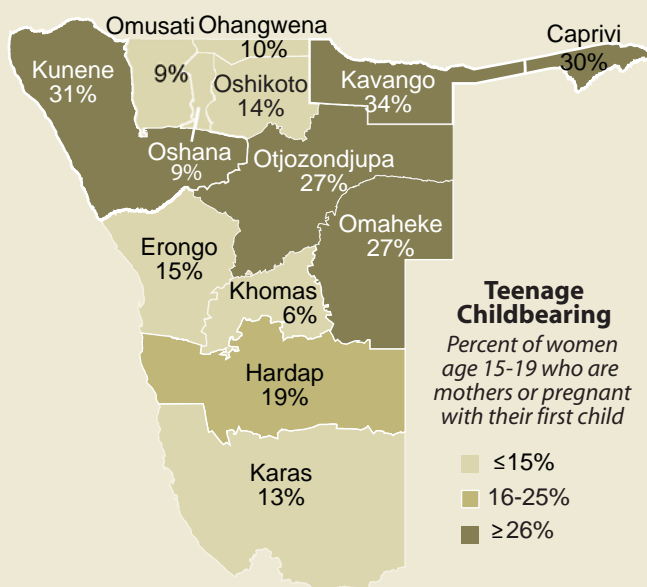 Omusati
9%
Ohangwena
10%
Caprivi
30%
Kunene
31%
Oshikoto
14%
Kavango
34%
Oshana
9%
Otjozondjupa
27%
Omaheke
27%
Erongo
15%
Khomas
6%
Hardap
19%
Karas
13%
Teenage
Childbearing
Percent of women
age 15-19 who are
mothers or pregnant
with their first child
≤15%
16-25%
≥26%